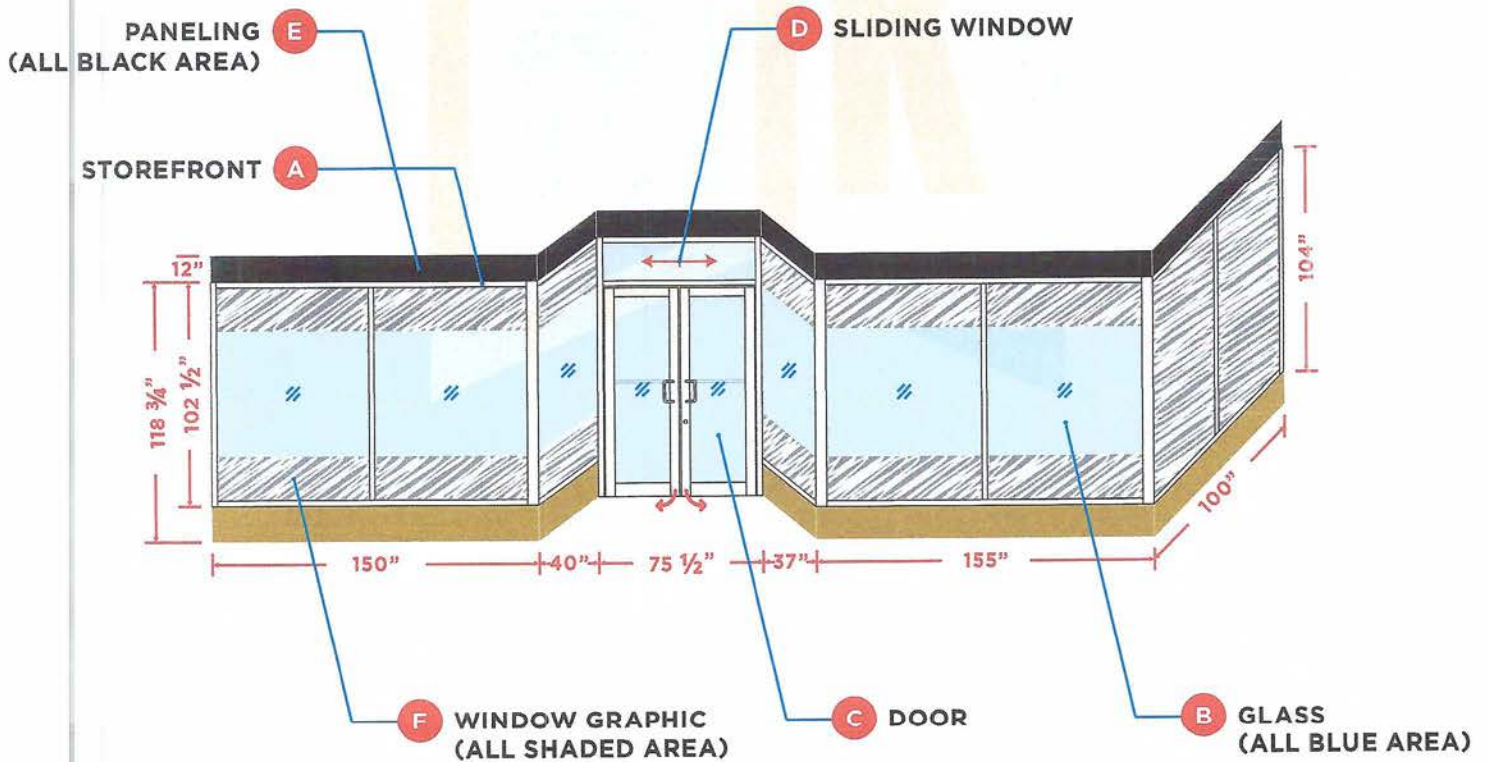 PANELING
(ALL BLACK AREA)
E
D
SLIDING WINDOW
STOREFRONT
A
12”
118 ¾”
102 ½”
104”
100”
150”
40”
75 ½”
37”
155”
F
WINDOW GRAPHIC
(ALL SHADED AREA)
C
DOOR
B
GLASS
(ALL BLUE AREA)